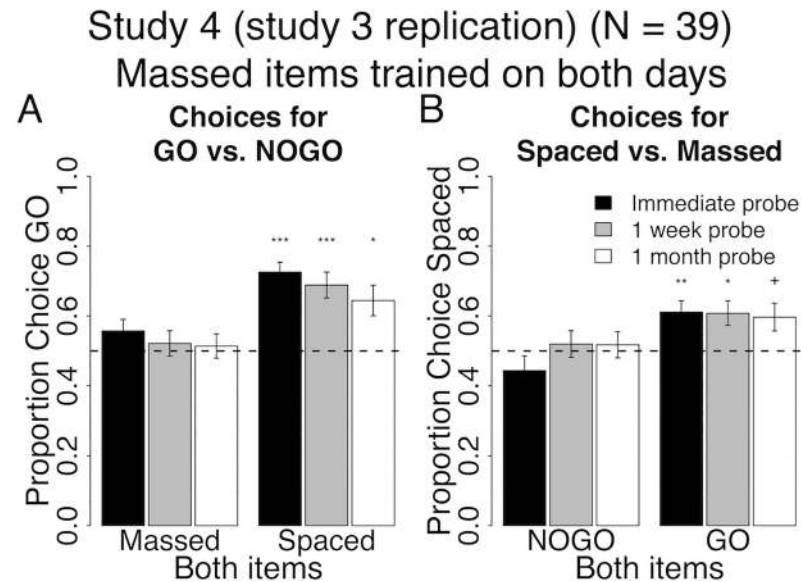 Study 4 (study 3 replication) (N = 39)
Massed items trained on both days
A
Choices for
GO vs. NOGO
Proportion Choice GO
1.0
0.8
0.6
0.4
0.2
0.0
*** *** *
Massed Spaced
Both items
B
Choices for
Spaced vs. Massed
Proportion Choice Spaced
1.0
0.8
0.6
0.4
0.2
0.0
Immediate probe
1 week probe
1 month probe
** * +
NOGO GO
Both items